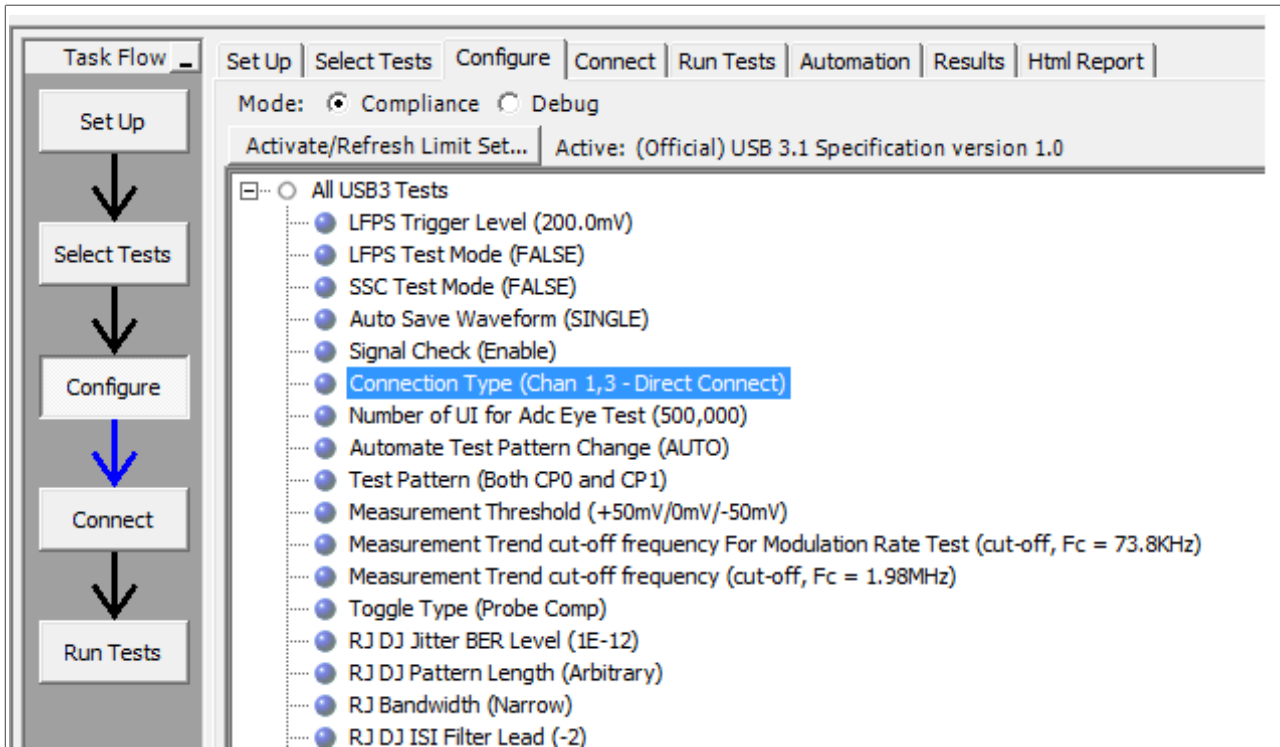 Task Flow
Set Up
Select Tests
Configure
Connect
Run Tests
Set Up Select Tests Configure Connect Run Tests Automation Results Html Report
Mode: Compliance Debug
Activate/Refresh Limit Set... Active: (Official) USB 3.1 Specification version 1.0
All USB3 Tests
LFPS Trigger Level (200.0mV)
LFPS Test Mode (FALSE)
SSC Test Mode (FALSE)
Auto Save Waveform (SINGLE)
Signal Check (Enable)
Connection Type (Chan 1,3 - Direct Connect)
Number of UI for Adc Eye Test (500,000)
Automate Test Pattern Change (AUTO)
Test Pattern (Both CP0 and CP1)
Measurement Threshold (+50mV/0mV/-50mV)
Measurement Trend cut-off frequency For Modulation Rate Test (cut-off, Fc = 73.8KHz)
Measurement Trend cut-off frequency (cut-off, Fc = 1.98MHz)
Toggle Type (Probe Comp)
RJ DJ Jitter BER Level (1E-12)
RJ DJ Pattern Length (Arbitrary)
RJ Bandwidth (Narrow)
RJ DJ ISI Filter Lead (-2)